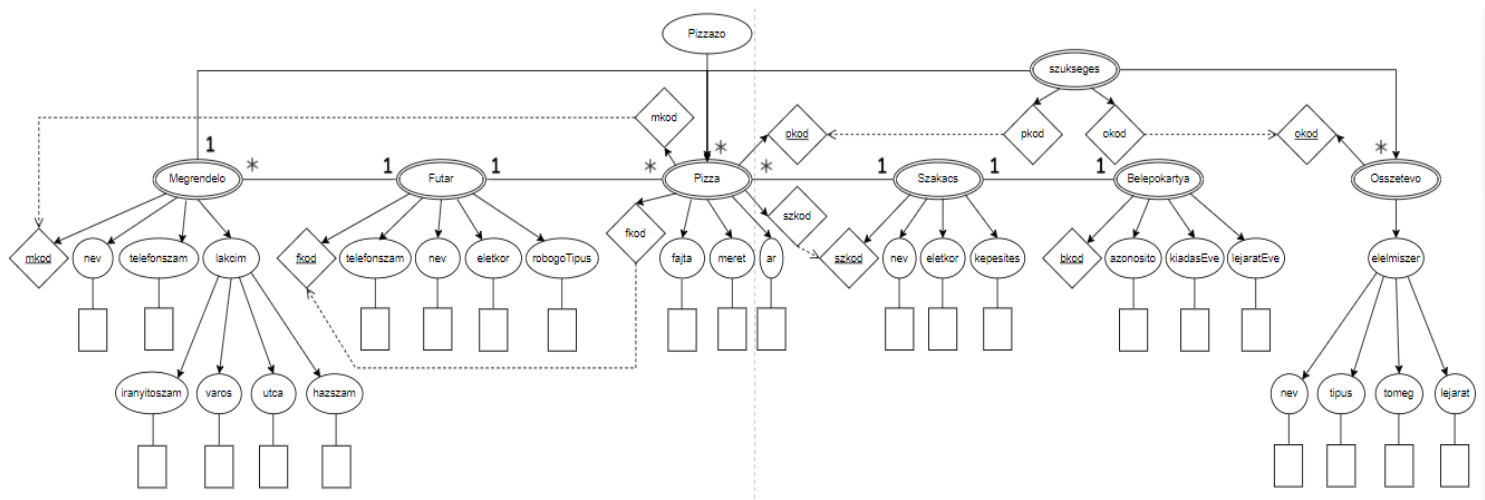 Pizzazo
szukseges
mkod
pkod
pkod
okod
okod
1
*
1
1
*
*
*
1
1
1
*
Megrendelo
Futar
Pizza
Szakacs
Belepokartya
Osszetevo
szkod
fkod
mkod
nev
telefonszam
lakcim
fkod
telefonszam
nev
eletkor
robogoTipus
fajta
meret
ar
szkod
nev
eletkor
kepesites
bkod
azonosito
kiadasEve
lejaratEve
elelmiszer
iranyitoszam
varos
utca
hazszam
nev
tipus
tomeg
lejarat